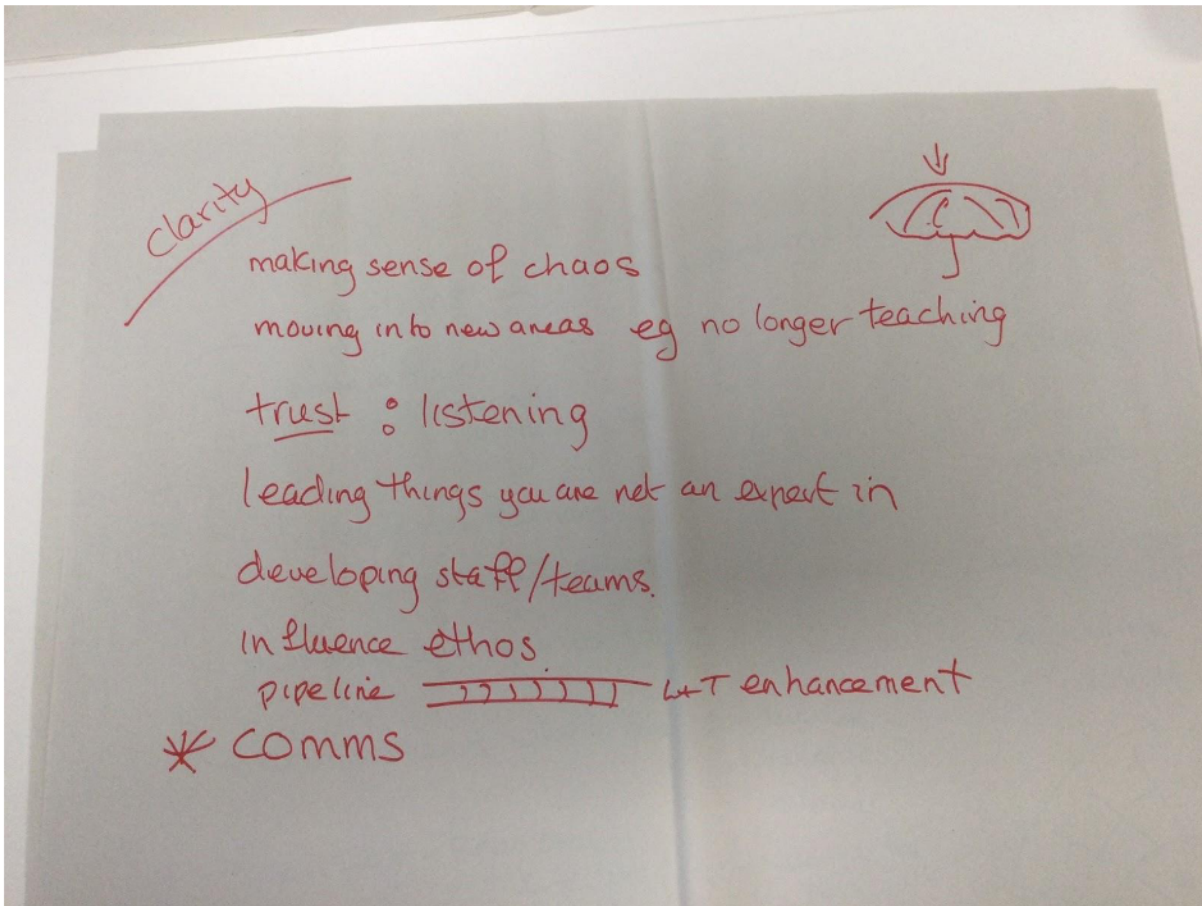 clarity
making sense of chaos
moving into new areas eg no longer teaching
trust : listening
leading things you are not an expert in
developing staff/teams.
influence ethos.
pipeline L+T enhancement
* comms